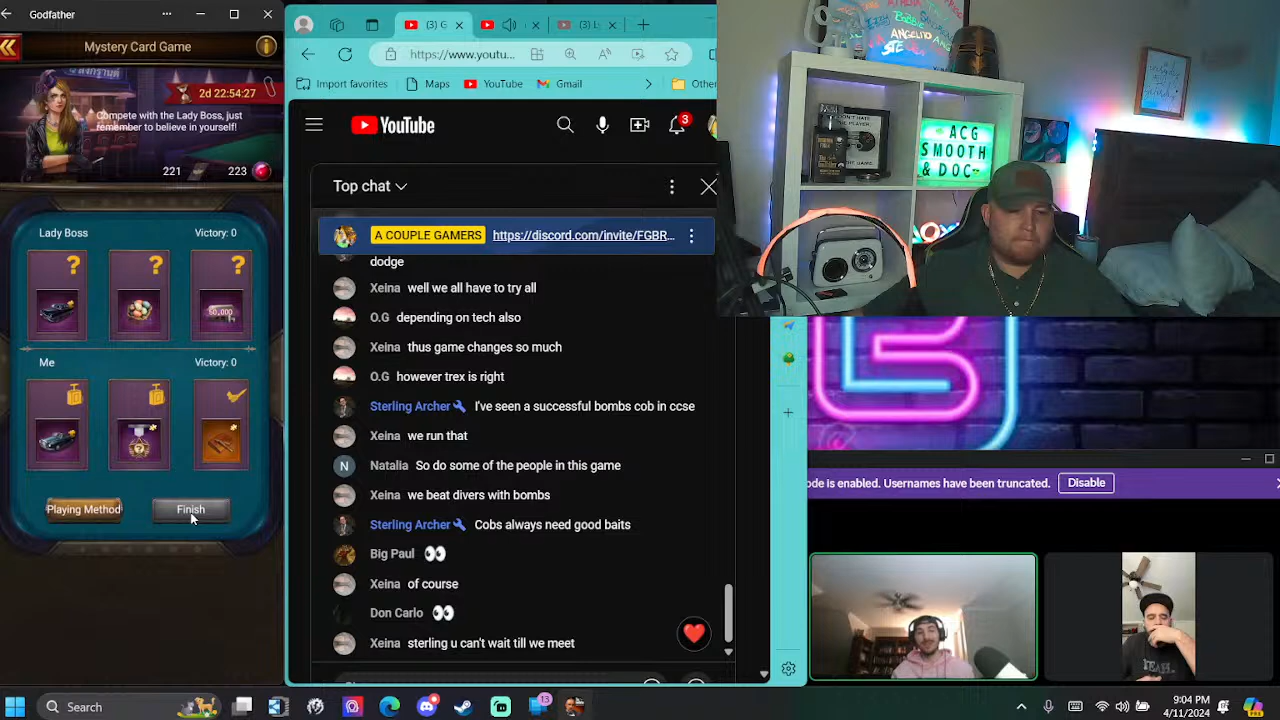 Godfather
Mystery Card Game
2d 22:54:27
Compete with the Lady Boss, just
remember to believe in yourself!
221
223
Lady Boss
Victory: 0
50,000
Me
Victory: 0
Playing Method
Finish
(3) G
(3) L
https://www.youtu...
Import favorites
Maps
YouTube
Gmail
Other
YouTube
3
Top chat
A COUPLE GAMERS https://discord.com/invite/FGBR...
dodge
Xeina well we all have to try all
O.G depending on tech also
Xeina thus game changes so much
O.G however trex is right
Sterling Archer I've seen a successful bombs cob in ccse
Xeina we run that
N Natalia So do some of the people in this game
Xeina we beat divers with bombs
Sterling Archer Cobs always need good baits
Big Paul 👀
Xeina of course
Don Carlo 👀
Xeina sterling u can't wait till we meet
ACG
SMOOTH
& DOC
ode is enabled. Usernames have been truncated.
Disable
Search
13
9:04 PM
4/11/2024